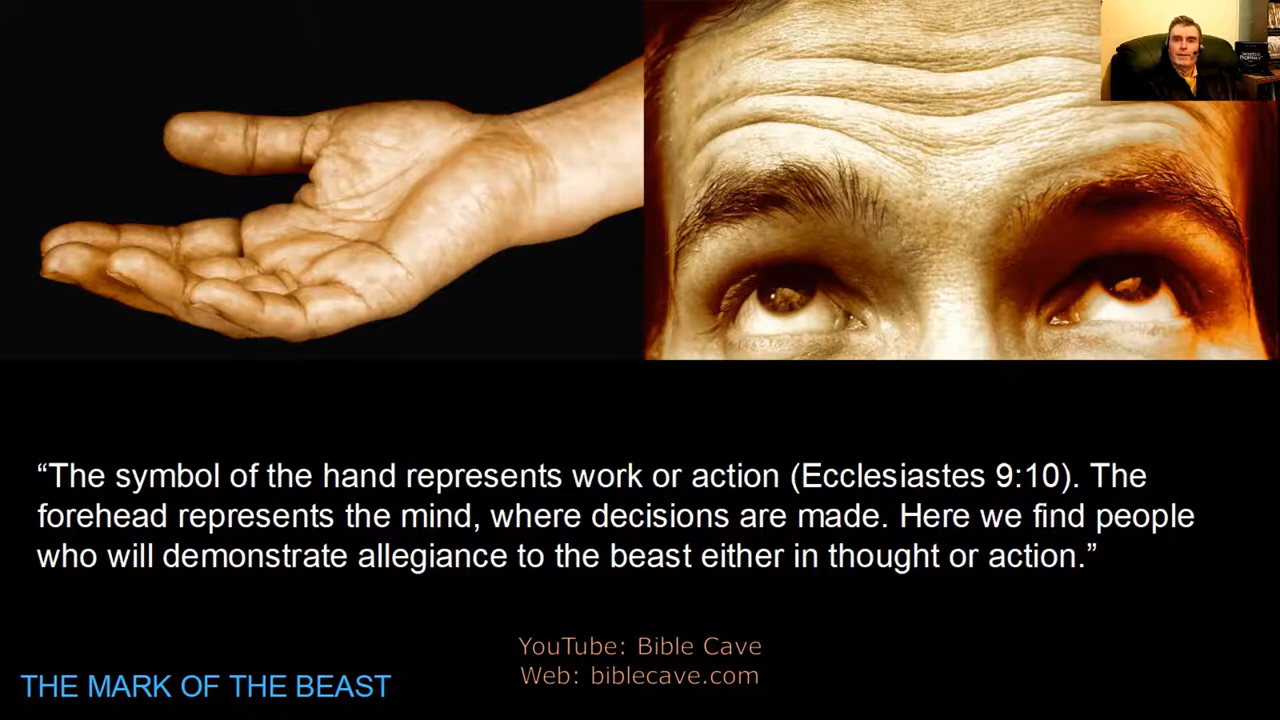 “The symbol of the hand represents work or action (Ecclesiastes 9:10). The
forehead represents the mind, where decisions are made. Here we find people
who will demonstrate allegiance to the beast either in thought or action.”
YouTube: Bible Cave
Web: biblecave.com
THE MARK OF THE BEAST